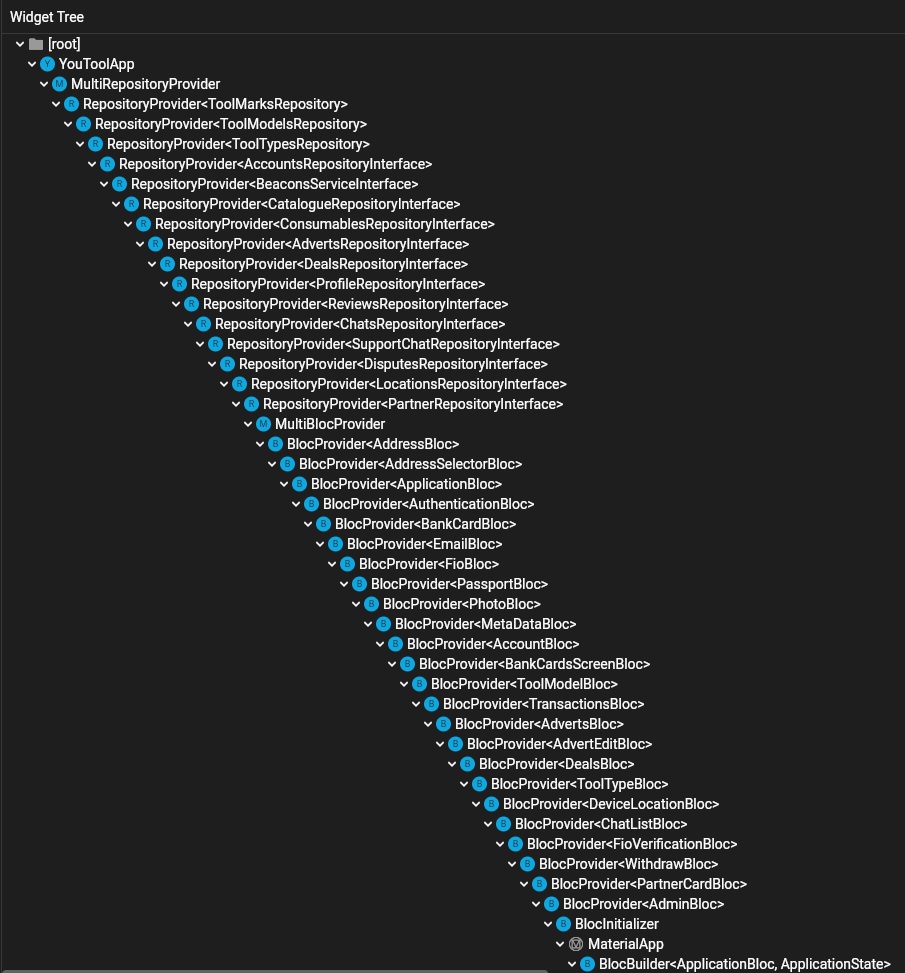 Widget Tree
[root]
YouToolApp
MultiRepositoryProvider
RepositoryProvider<ToolMarksRepository>
RepositoryProvider<ToolModelsRepository>
RepositoryProvider<ToolTypesRepository>
RepositoryProvider<AccountsRepositoryInterface>
RepositoryProvider<BeaconsServiceInterface>
RepositoryProvider<CatalogueRepositoryInterface>
RepositoryProvider<ConsumablesRepositoryInterface>
RepositoryProvider<AdvertsRepositoryInterface>
RepositoryProvider<DealsRepositoryInterface>
RepositoryProvider<ProfileRepositoryInterface>
RepositoryProvider<ReviewsRepositoryInterface>
RepositoryProvider<ChatsRepositoryInterface>
RepositoryProvider<SupportChatRepositoryInterface>
RepositoryProvider<DisputesRepositoryInterface>
RepositoryProvider<LocationsRepositoryInterface>
RepositoryProvider<PartnerRepositoryInterface>
MultiBlocProvider
BlocProvider<AddressBloc>
BlocProvider<AddressSelectorBloc>
BlocProvider<ApplicationBloc>
BlocProvider<AuthenticationBloc>
BlocProvider<BankCardBloc>
BlocProvider<EmailBloc>
BlocProvider<FioBloc>
BlocProvider<PassportBloc>
BlocProvider<PhotoBloc>
BlocProvider<MetaDataBloc>
BlocProvider<AccountBloc>
BlocProvider<BankCardsScreenBloc>
BlocProvider<ToolModelBloc>
BlocProvider<TransactionsBloc>
BlocProvider<AdvertsBloc>
BlocProvider<AdvertEditBloc>
BlocProvider<DealsBloc>
BlocProvider<ToolTypeBloc>
BlocProvider<DeviceLocationBloc>
BlocProvider<ChatListBloc>
BlocProvider<FioVerificationBloc>
BlocProvider<WithdrawBloc>
BlocProvider<PartnerCardBloc>
BlocProvider<AdminBloc>
BlocInitializer
MaterialApp
BlocBuilder<ApplicationBloc, ApplicationState>